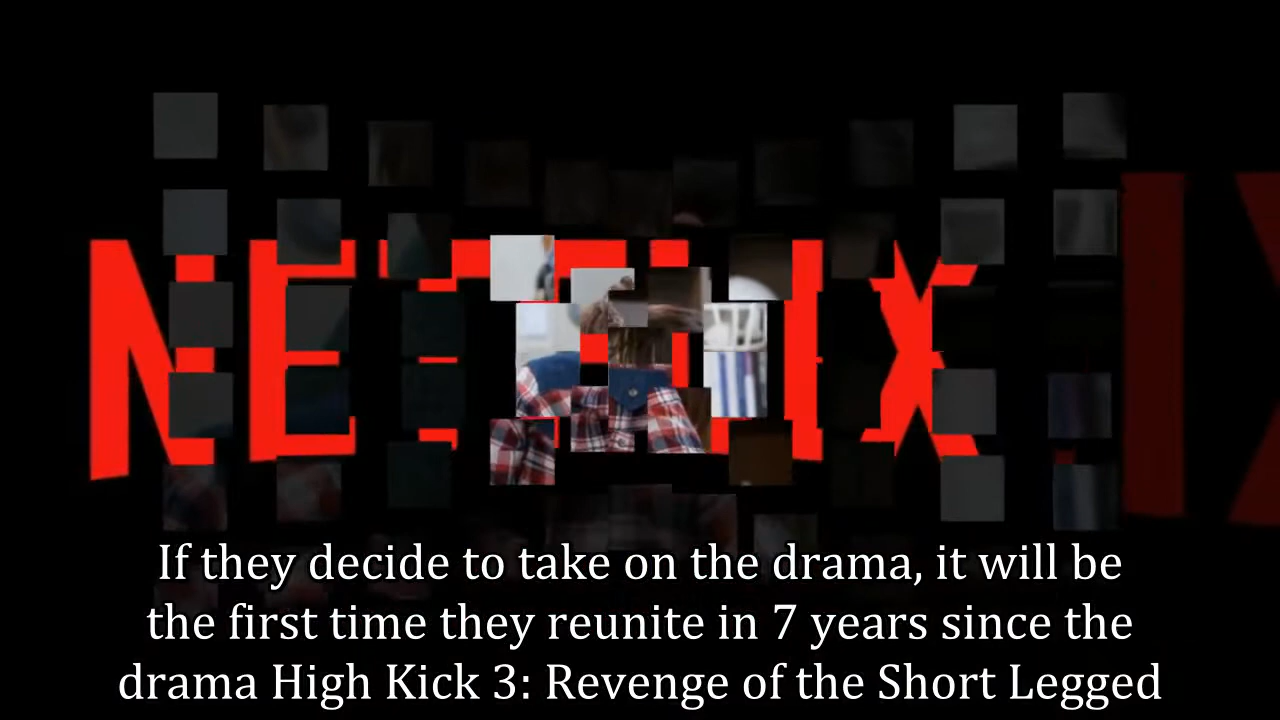 NETFLIX
If they decide to take on the drama, it will be
the first time they reunite in 7 years since the
drama High Kick 3: Revenge of the Short Legged